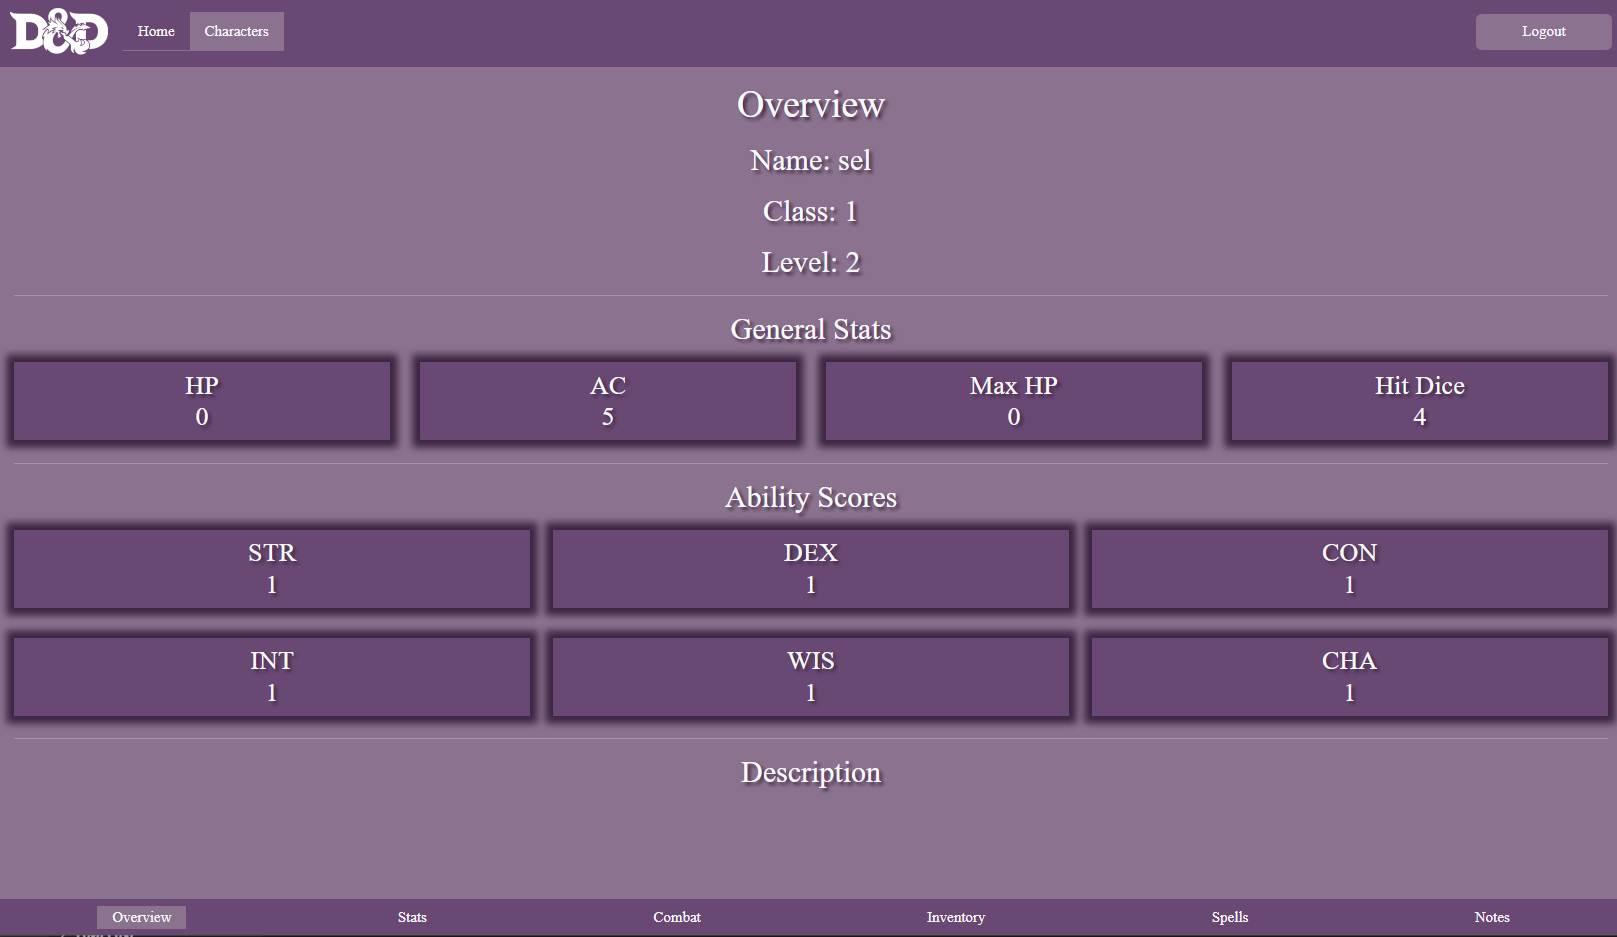 D&D Home Characters Logout
Overview
Name: sel
Class: 1
Level: 2
General Stats
HP AC Max HP Hit Dice
0 5 0 4
Ability Scores
STR DEX CON
1 1 1
INT WIS CHA
1 1 1
Description
Overview Stats Combat Inventory Spells Notes